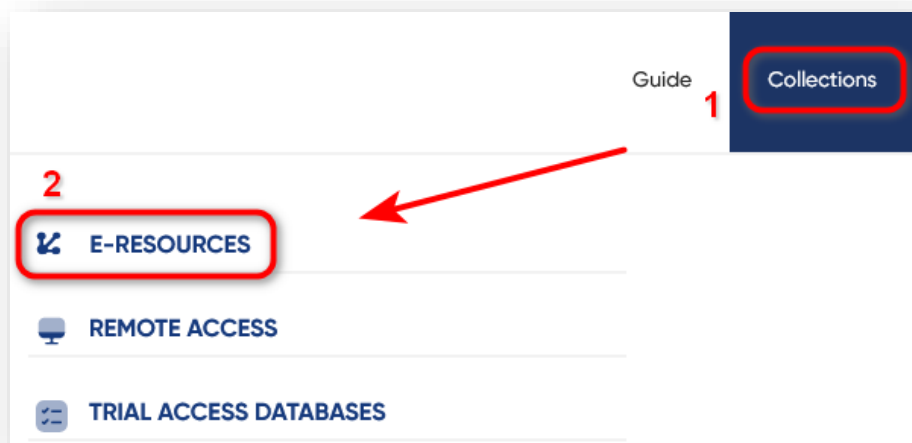 Guide
Collections
1
2
E-RESOURCES
REMOTE ACCESS
TRIAL ACCESS DATABASES